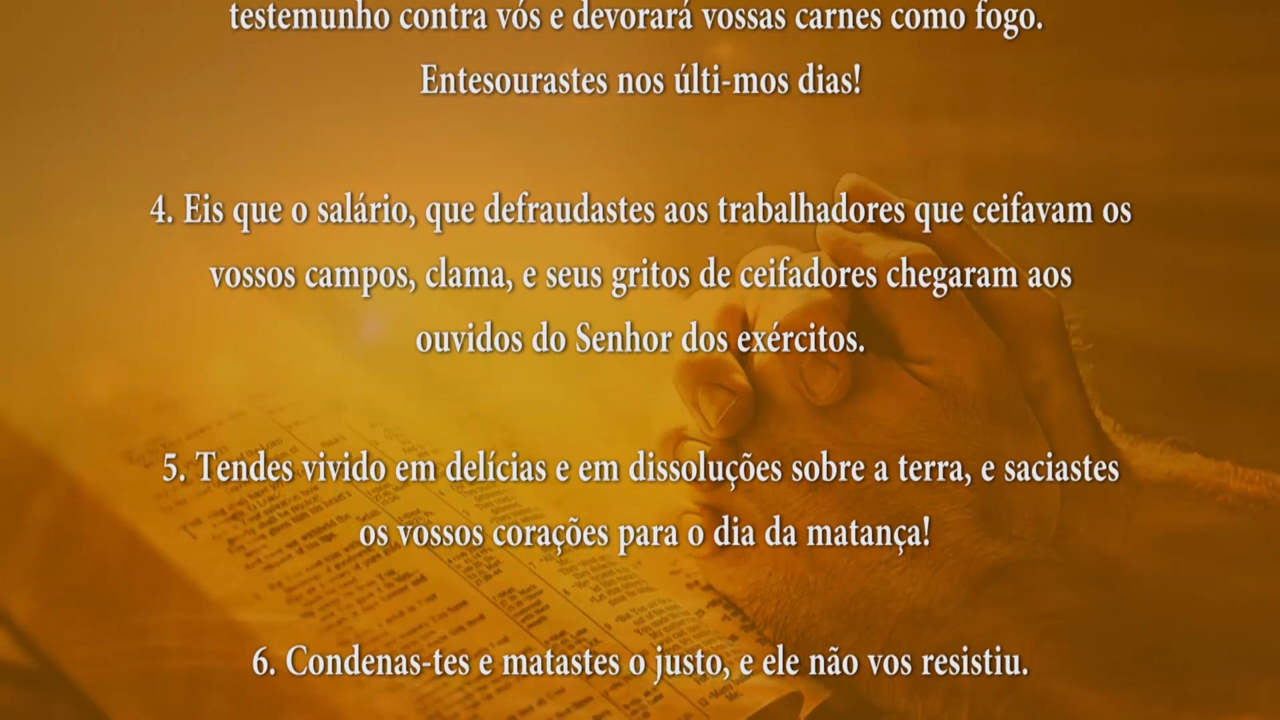 testemunho contra vós e devorará vossas carnes como fogo.
Entesourastes nos últi-mos dias!
4. Eis que o salário, que defraudastes aos trabalhadores que ceifavam os
vossos campos, clama, e seus gritos de ceifadores chegaram aos
ouvidos do Senhor dos exércitos.
5. Tendes vivido em delícias e em dissoluções sobre a terra, e saciastes
os vossos corações para o dia da matança!
6. Condenas-tes e matastes o justo, e ele não vos resistiu.